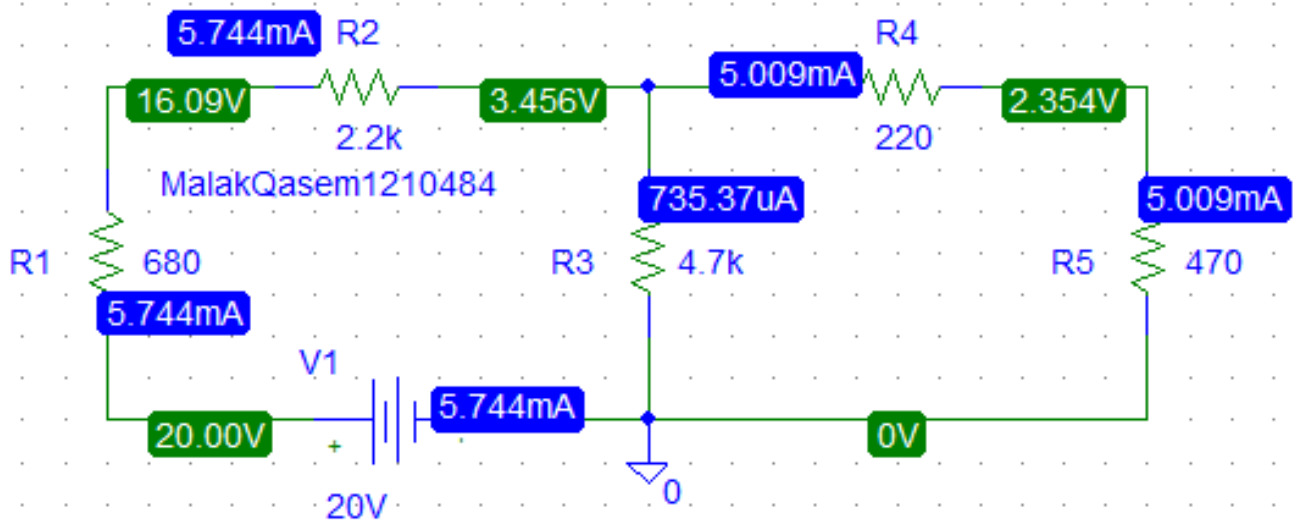 5.744mA R2 R4
16.09V 3.456V 5.009mA 2.354V
2.2k 220
MalakQasem1210484 735.37uA 5.009mA
R1 680 R3 4.7k R5 470
5.744mA
V1
5.744mA
20.00V + - 0V
20V 0